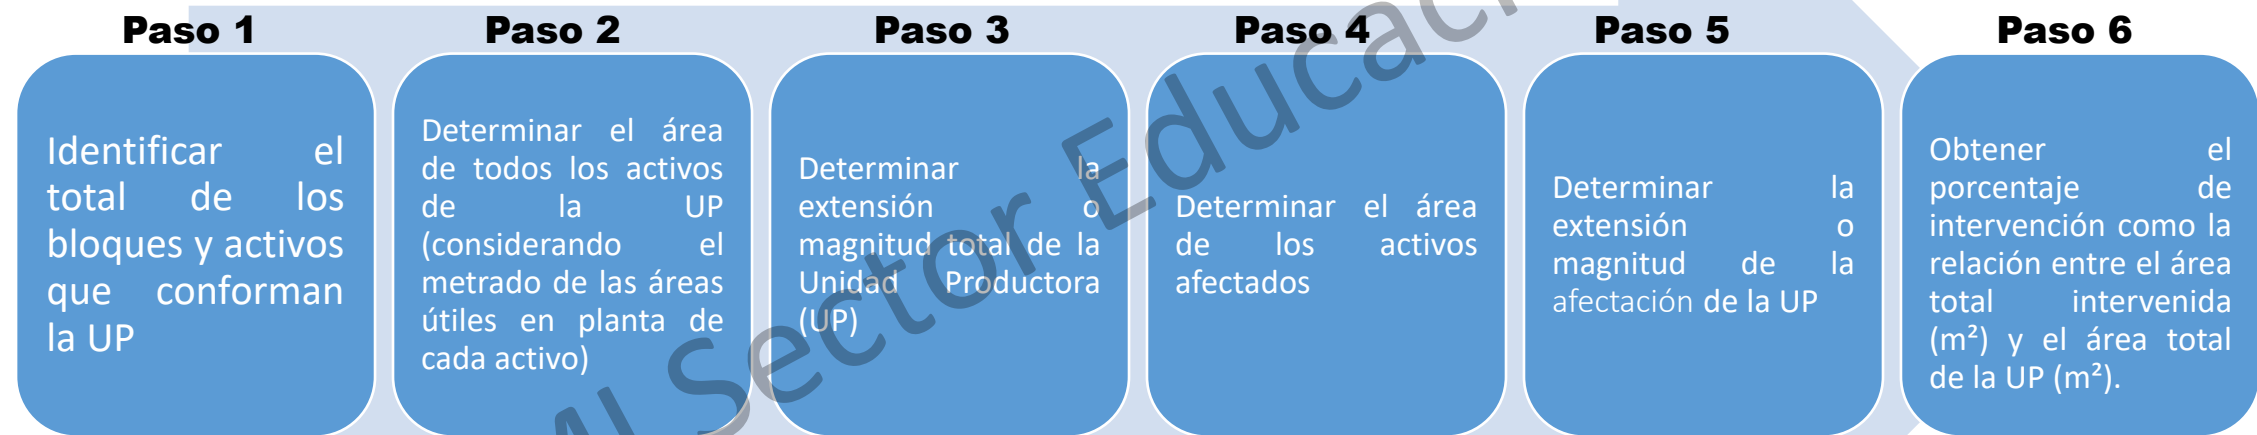 Paso 1
Identificar el
total de los
bloques y activos
que conforman
la UP
Paso 2
Determinar el área
de todos los activos
de la UP
(considerando el
metrado de las áreas
útiles en planta de
cada activo)
Paso 3
Determinar la
extensión o
magnitud total de la
Unidad Productora
(UP)
Paso 4
Determinar el área
de los activos
afectados
Paso 5
Determinar la
extensión o
magnitud de la
afectación de la UP
Paso 6
Obtener el
porcentaje de
intervención como la
relación entre el área
total intervenida
(m²) y el área total
de la UP (m²).
Sector Educac